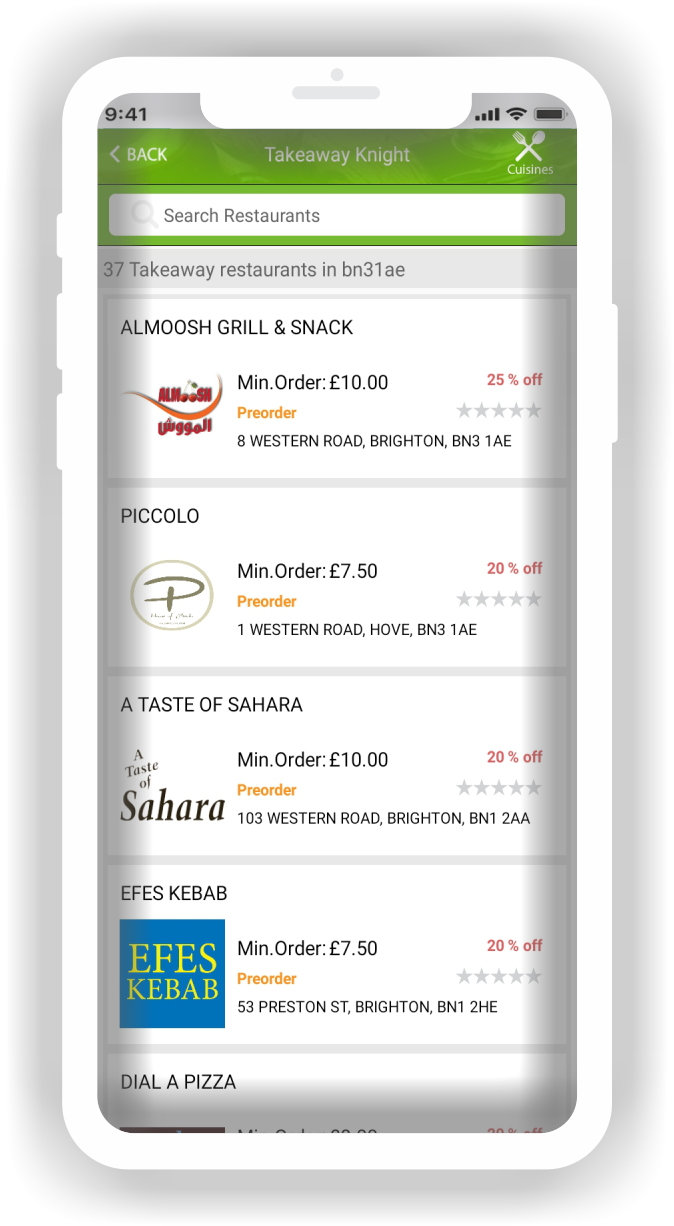 9:41
BACK
Takeaway Knight
Cuisines
Search Restaurants
37 Takeaway restaurants in bn31ae
ALMOOSH GRILL & SNACK
ALMOOSH
المووش
Min.Order: £10.00
25 % off
Preorder
8 WESTERN ROAD, BRIGHTON, BN3 1AE
PICCOLO
P
Min.Order: £7.50
20 % off
Preorder
1 WESTERN ROAD, HOVE, BN3 1AE
A TASTE OF SAHARA
A
Taste
of
Sahara
Min.Order: £10.00
20 % off
Preorder
103 WESTERN ROAD, BRIGHTON, BN1 2AA
EFES KEBAB
EFES
KEBAB
Min.Order: £7.50
20 % off
Preorder
53 PRESTON ST, BRIGHTON, BN1 2HE
DIAL A PIZZA